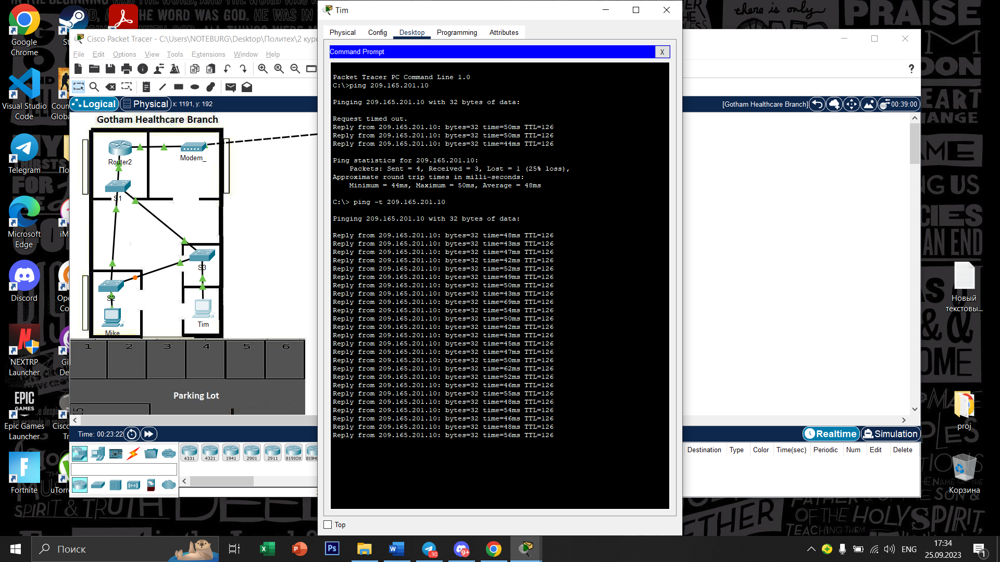 Tim
Physical
Config
Desktop
Programming
Attributes
Command Prompt
X
Packet Tracer PC Command Line 1.0
C:\>ping 209.165.201.10
Pinging 209.165.201.10 with 32 bytes of data:
Request timed out.
Reply from 209.165.201.10: bytes=32 time=50ms TTL=126
Reply from 209.165.201.10: bytes=32 time=50ms TTL=126
Reply from 209.165.201.10: bytes=32 time=44ms TTL=126
Ping statistics for 209.165.201.10:
Packets: Sent = 4, Received = 3, Lost = 1 (25% loss),
Approximate round trip times in milli-seconds:
Minimum = 44ms, Maximum = 50ms, Average = 48ms
C:\> ping -t 209.165.201.10
Pinging 209.165.201.10 with 32 bytes of data:
Reply from 209.165.201.10: bytes=32 time=48ms TTL=126
Reply from 209.165.201.10: bytes=32 time=43ms TTL=126
Reply from 209.165.201.10: bytes=32 time=47ms TTL=126
Reply from 209.165.201.10: bytes=32 time=42ms TTL=126
Reply from 209.165.201.10: bytes=32 time=52ms TTL=126
Reply from 209.165.201.10: bytes=32 time=49ms TTL=126
Reply from 209.165.201.10: bytes=32 time=50ms TTL=126
Reply from 209.165.201.10: bytes=32 time=43ms TTL=126
Reply from 209.165.201.10: bytes=32 time=69ms TTL=126
Reply from 209.165.201.10: bytes=32 time=54ms TTL=126
Reply from 209.165.201.10: bytes=32 time=50ms TTL=126
Reply from 209.165.201.10: bytes=32 time=42ms TTL=126
Reply from 209.165.201.10: bytes=32 time=43ms TTL=126
Reply from 209.165.201.10: bytes=32 time=45ms TTL=126
Reply from 209.165.201.10: bytes=32 time=47ms TTL=126
Reply from 209.165.201.10: bytes=32 time=50ms TTL=126
Reply from 209.165.201.10: bytes=32 time=62ms TTL=126
Reply from 209.165.201.10: bytes=32 time=52ms TTL=126
Reply from 209.165.201.10: bytes=32 time=46ms TTL=126
Reply from 209.165.201.10: bytes=32 time=55ms TTL=126
Reply from 209.165.201.10: bytes=32 time=48ms TTL=126
Reply from 209.165.201.10: bytes=32 time=54ms TTL=126
Reply from 209.165.201.10: bytes=32 time=46ms TTL=126
Reply from 209.165.201.10: bytes=32 time=48ms TTL=126
Reply from 209.165.201.10: bytes=32 time=56ms TTL=126
Top
Cisco Packet Tracer - C:\Users\NOTEBURG\Desktop\Политех\2 кур
File Edit Options View Tools Extensions Window Help
Logical
Physical
x: 1191, y: 192
[Gotham Healthcare Branch]
00:39:00
Gotham Healthcare Branch
Router2
Modem_
S1
S3
S2
Mike
Tim
1 2 3 4 5 6
Parking Lot
Time: 00:23:22
Realtime
Simulation
4331 4321 1941 2901 2911 819IOX 819HG
Destination Type Color Time(sec) Periodic Num Edit Delete
Google
Chrome
Visual Studio
Code
Telegram
Microsoft
Edge
Discord
NEXTRP
Launcher
EPIC
GAMES
Epic Games
Launcher
Fortnite
Новый
текстовы...
proj
Корзина
Поиск
90
9+
ENG
17:34
25.09.2023
1